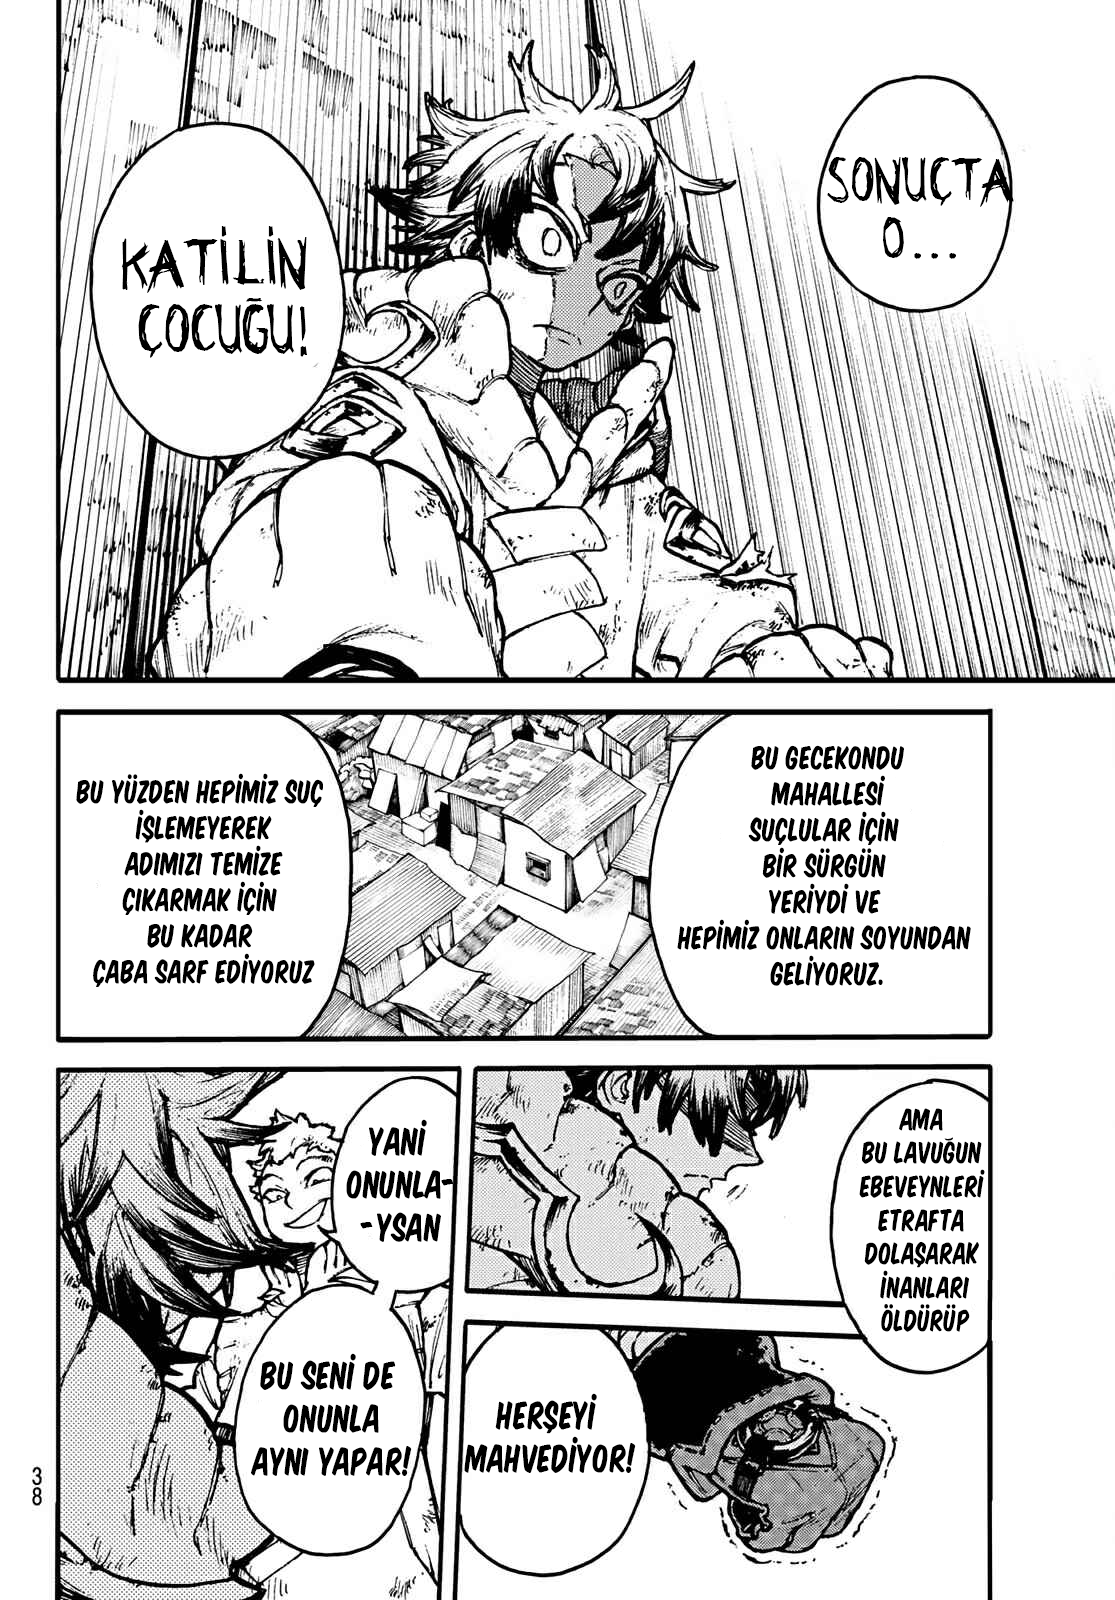 SONUÇTA
O...
KATİLİN
ÇOCUĞU!
BU GECEKONDU
MAHALLESİ
SUÇLULAR İÇİN
BİR SÜRGÜN
YERİYDİ VE
HEPİMİZ ONLARIN SOYUNDAN
GELİYORUZ.
BU YÜZDEN HEPİMİZ SUÇ
İŞLEMEYEREK
ADIMIZI TEMİZE
ÇIKARMAK İÇİN
BU KADAR
ÇABA SARF EDİYORUZ
AMA
BU LAVUĞUN
EBEVEYNLERİ
ETRAFTA
DOLAŞARAK
İNANLARI
ÖLDÜRÜP
HERŞEYİ
MAHVEDİYOR!
YANİ
ONUNLA-
-YSAN
BU SENİ DE
ONUNLA
AYNI YAPAR!
38